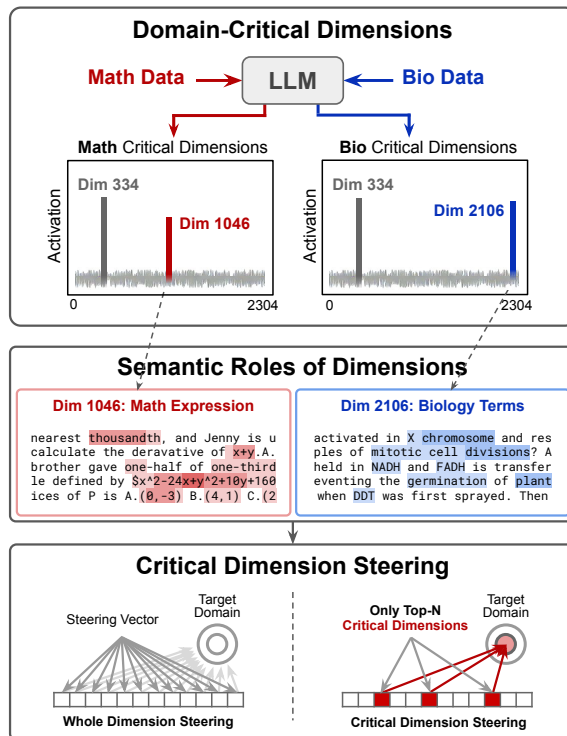 Domain-Critical Dimensions
Math Data
LLM
Bio Data
Math Critical Dimensions
Bio Critical Dimensions
Activation
Dim 334
Dim 1046
0
2304
Dim 334
Dim 2106
0
2304
Semantic Roles of Dimensions
Dim 1046: Math Expression
nearest thousandth, and Jenny is u
calculate the deravative of x+y.A.
brother gave one-half of one-third
le defined by $x^2-24x+y^2+10y+160
ices of P is A.(0,-3) B.(4,1) C.(2
Dim 2106: Biology Terms
activated in X chromosome and res
ples of mitotic cell divisions? A
held in NADH and FADH is transfer
eventing the germination of plant
when DDT was first sprayed. Then
Critical Dimension Steering
Steering Vector
Target
Domain
Whole Dimension Steering
Only Top-N
Critical Dimensions
Target
Domain
Critical Dimension Steering